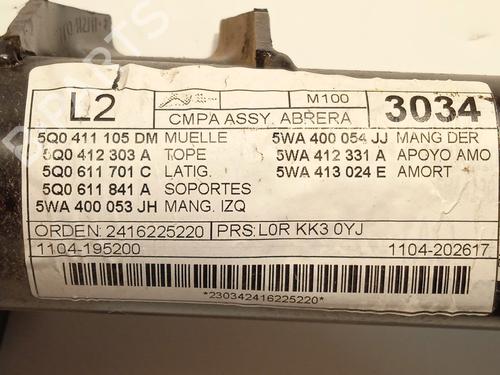 L2
M100
CMPA ASSY. ABRERA
3034
5Q0 411 105 DM MUELLE
5Q0 412 303 A TOPE
5Q0 611 701 C LATIG.
5Q0 611 841 A SOPORTES
5WA 400 053 JH MANG. IZQ
5WA 400 054 JJ MANG DER
5WA 412 331 A APOYO AMO
5WA 413 024 E AMORT
ORDEN: 2416225220
PRS: L0R KK3 0YJ
1104-195200
1104-202617
*230342416225220*